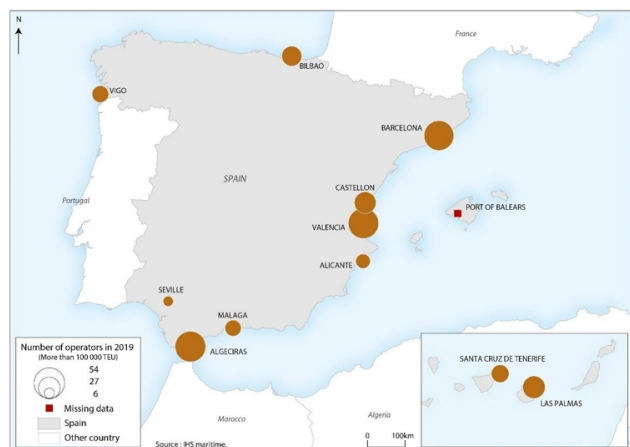 N
France
BILBAO
VIGO
BARCELONA
SPAIN
CASTELLON
Portugal
PORT OF BALEARS
VALENCIA
ALICANTE
SEVILLE
MALAGA
ALGECIRAS
Number of operators in 2019
(More than 100 000 TEU)
54
27
6
Missing data
Spain
Other country
Maroco
Algeria
Source : IHS maritime.
0 100km
SANTA CRUZ DE TENERIFE
LAS PALMAS